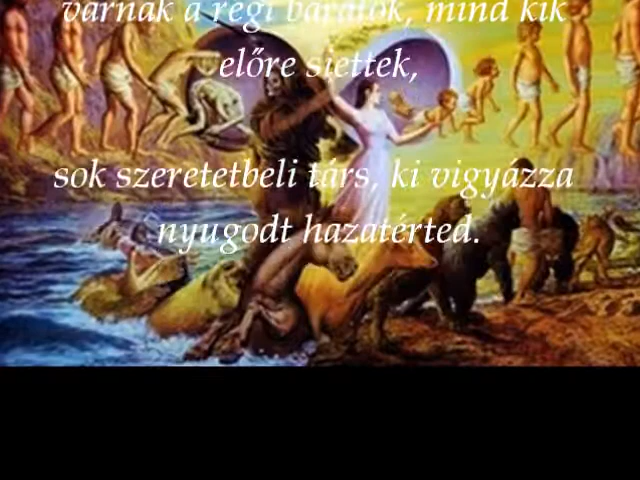 várnak a régi barátok, mind kik
előre siettek,
sok szeretetbeli társ, ki vigyázza
nyugodt hazatérted.